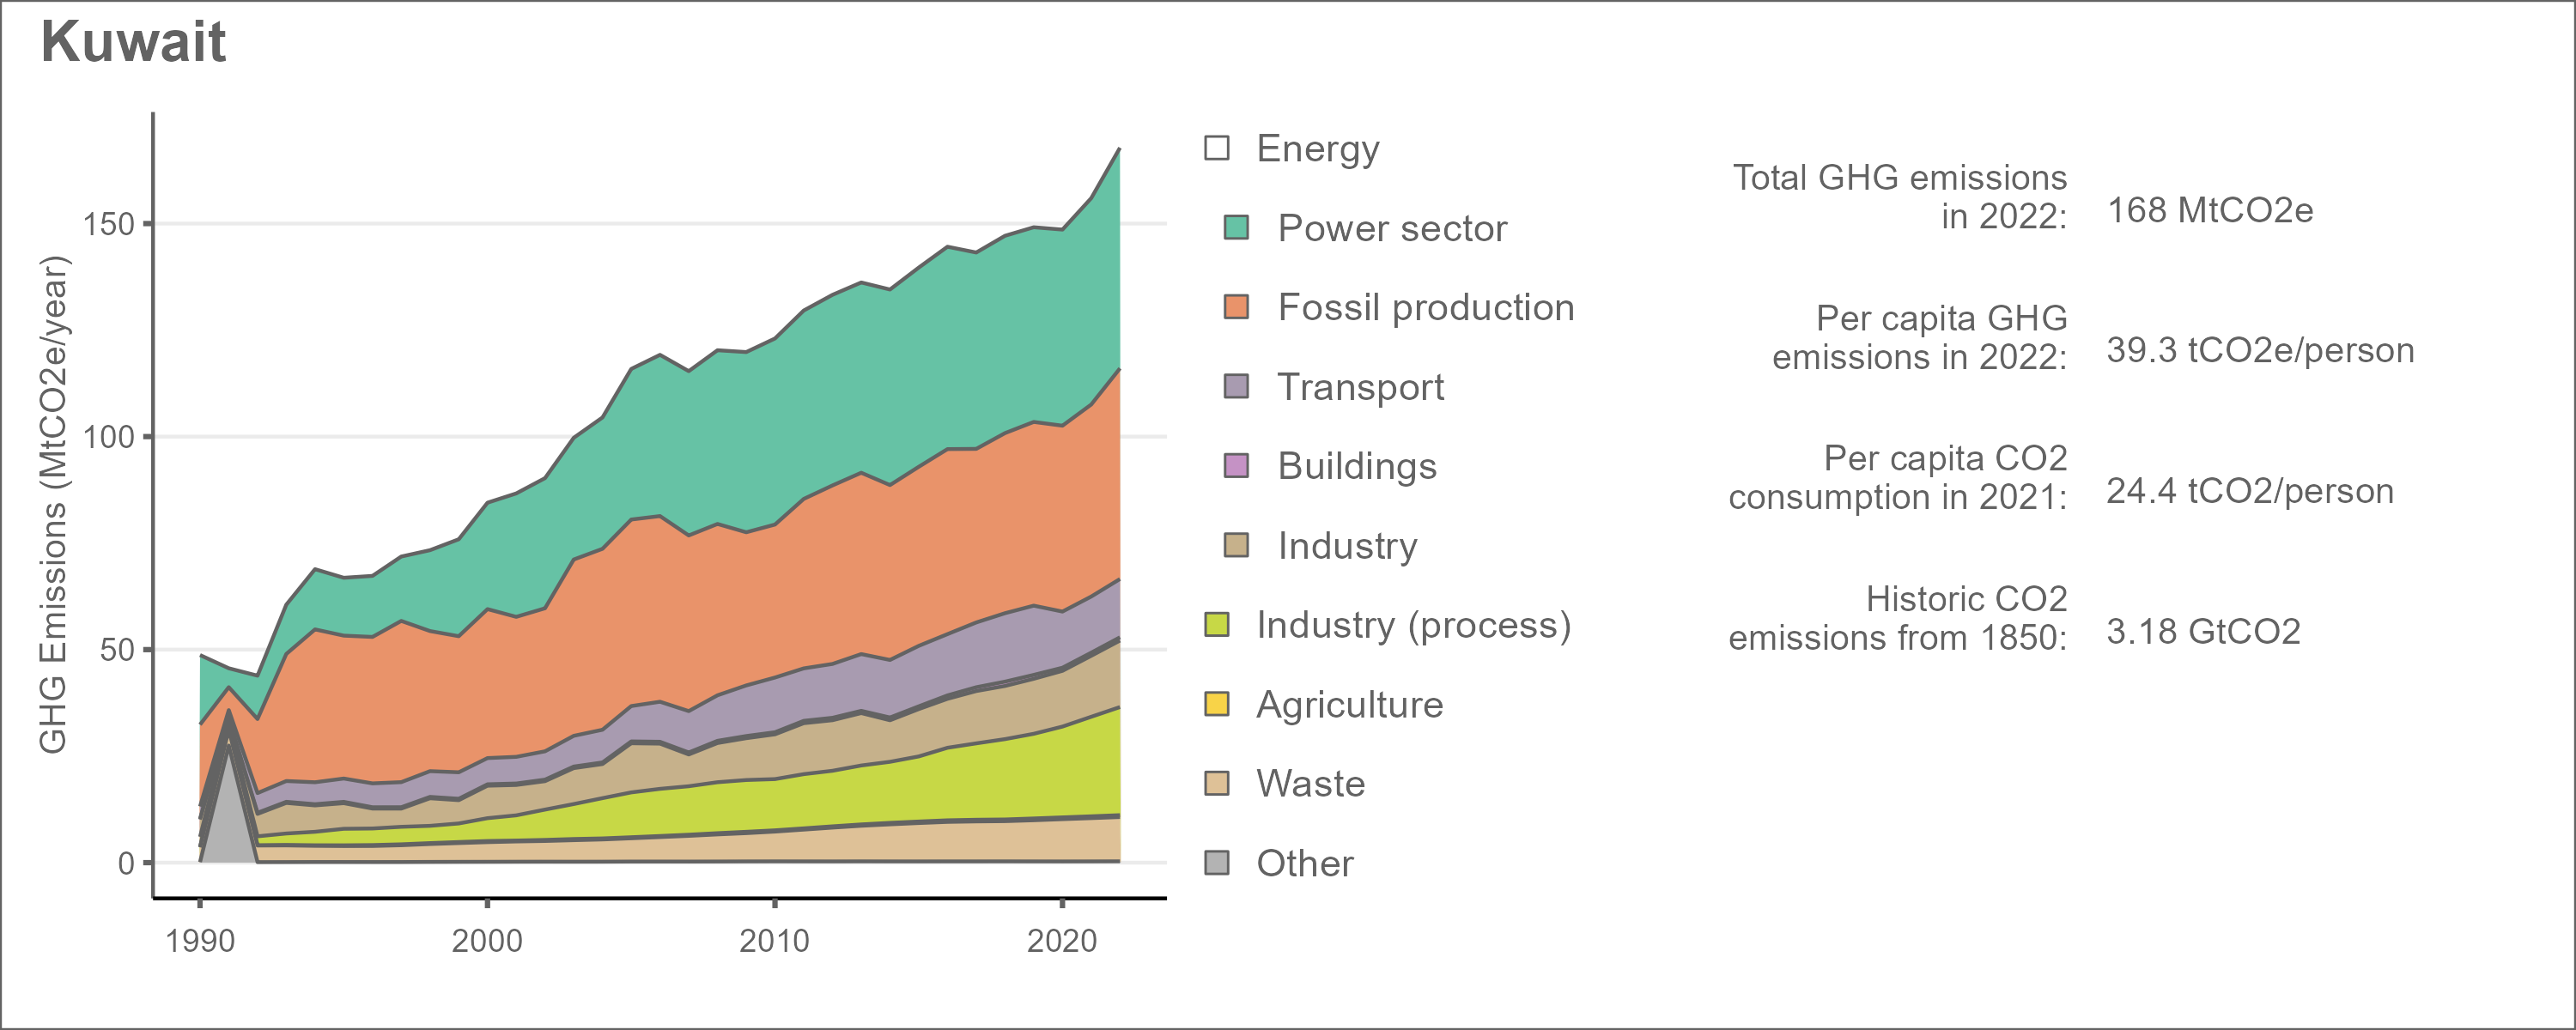 Kuwait
GHG Emissions (MtCO2e/year)
150
100
50
0
1990
2000
2010
2020
Energy
Power sector
Fossil production
Transport
Buildings
Industry
Industry (process)
Agriculture
Waste
Other
Total GHG emissions
in 2022:
168 MtCO2e
Per capita GHG
emissions in 2022:
39.3 tCO2e/person
Per capita CO2
consumption in 2021:
24.4 tCO2/person
Historic CO2
emissions from 1850:
3.18 GtCO2